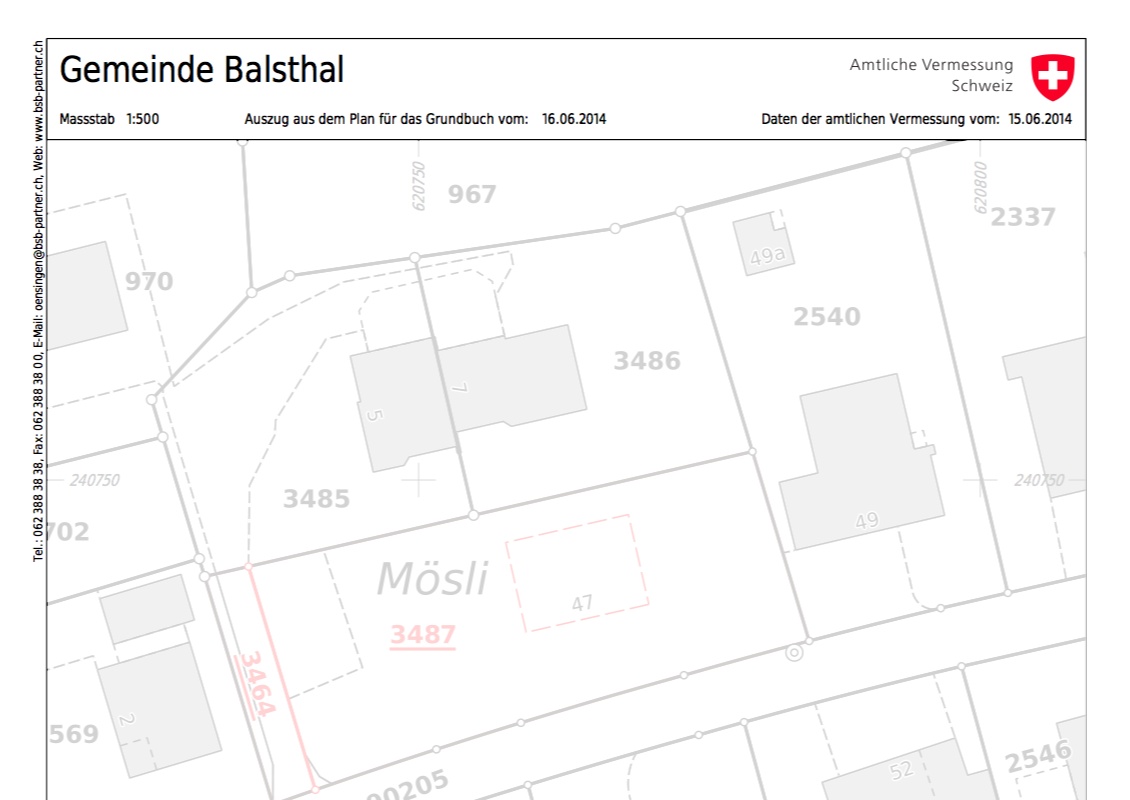 Gemeinde Balsthal
Amtliche Vermessung
Schweiz
Massstab 1:500
Auszug aus dem Plan für das Grundbuch vom: 16.06.2014
Daten der amtlichen Vermessung vom: 15.06.2014
Tel.: 062 388 38 38, Fax: 062 388 38 00, E-Mail: oensingen@bsb-partner.ch, Web: www.bsb-partner.ch
620750
620800
967
2337
49a
970
2540
3486
7
5
240750
240750
3485
49
702
Mösli
47
3487
3464
2
569
2546
52
90205